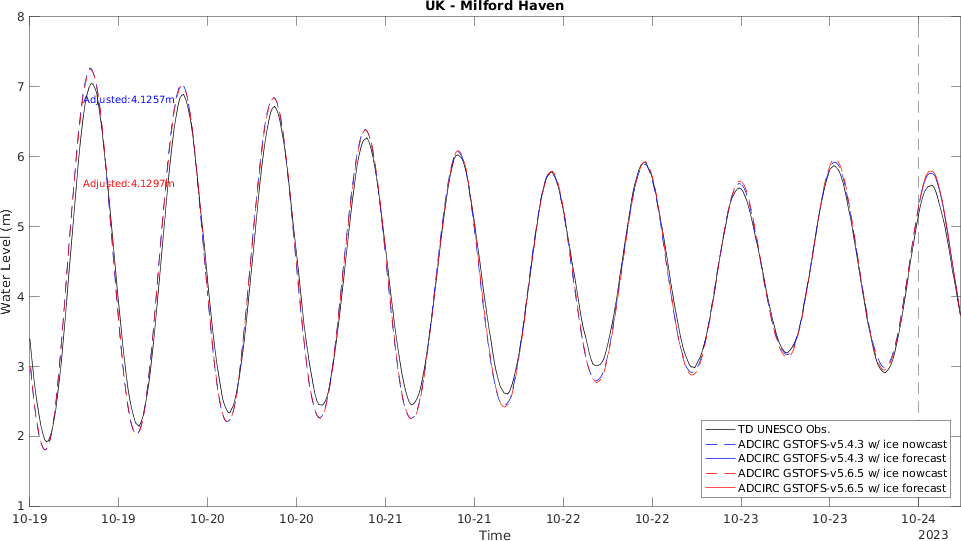 UK - Milford Haven
8
7
6
5
4
3
2
1
Water Level (m)
Adjusted:4.1257m
Adjusted:4.1297m
TD UNESCO Obs.
ADCIRC GSTOFS-v5.4.3 w/ ice nowcast
ADCIRC GSTOFS-v5.4.3 w/ ice forecast
ADCIRC GSTOFS-v5.6.5 w/ ice nowcast
ADCIRC GSTOFS-v5.6.5 w/ ice forecast
10-19 10-19 10-20 10-20 10-21 10-21 10-22 10-22 10-23 10-23 10-24
Time
2023